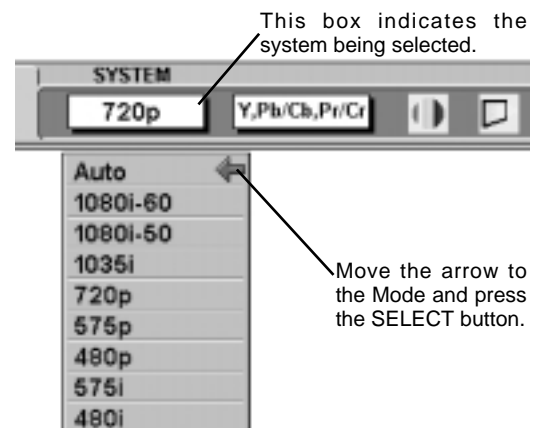 This box indicates the
system being selected.
SYSTEM
720p
Y,Pb/Cb,Pr/Cr
Auto
1080i-60
1080i-50
1035i
720p
575p
480p
575i
480i
Move the arrow to
the Mode and press
the SELECT button.